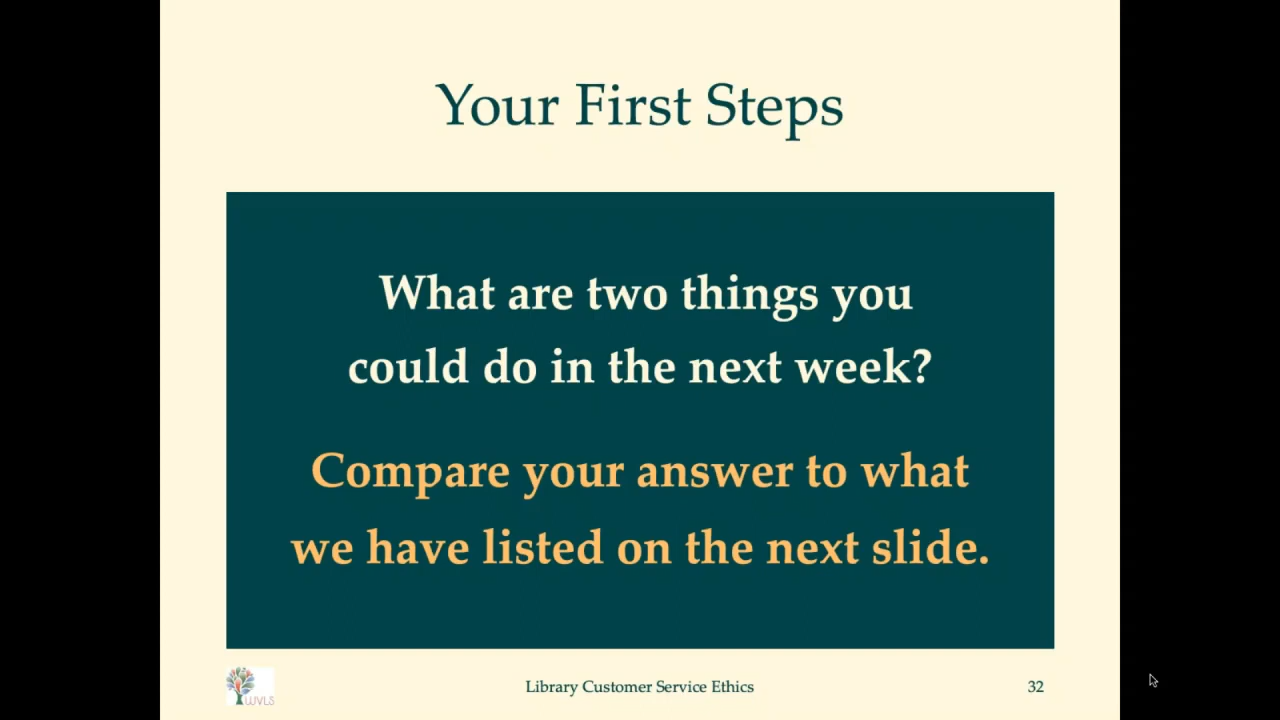 Your First Steps
What are two things you
could do in the next week?
Compare your answer to what
we have listed on the next slide.
WVLS
Library Customer Service Ethics
32